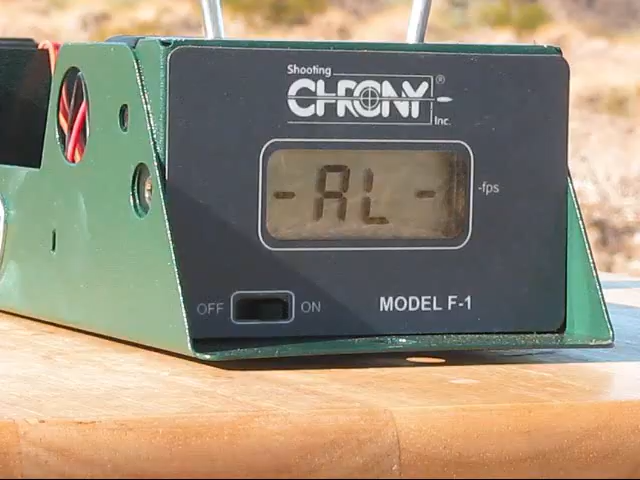 Shooting
CHRONY®
Inc.
-AL-
-fps
OFF ON
MODEL F-1